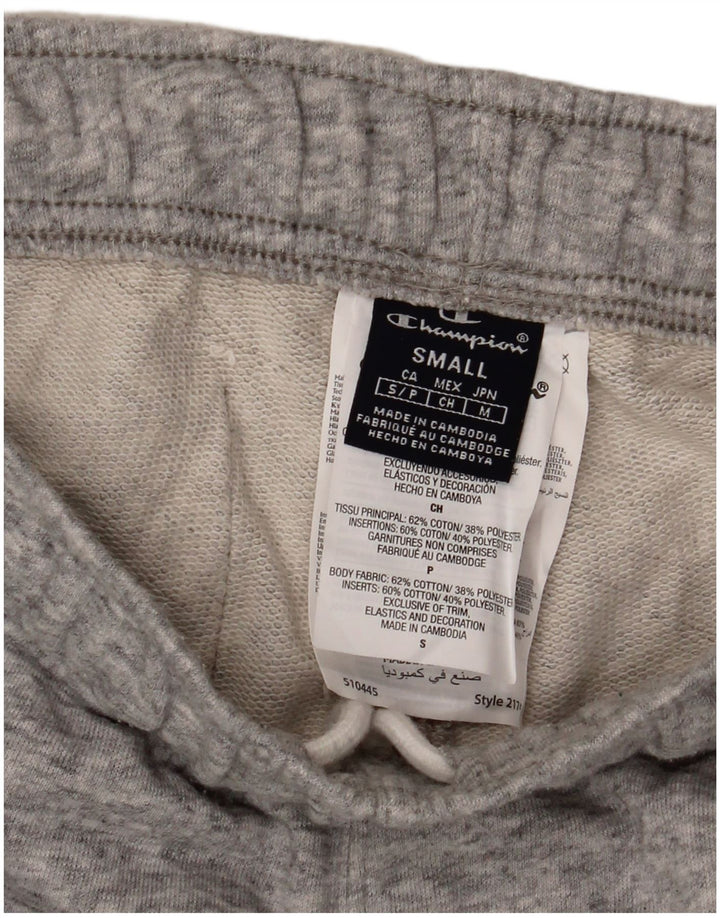 Champion®
SMALL
CA MEX JPN
S/P CH M
MADE IN CAMBODIA
FABRIQUÉ AU CAMBODGE
HECHO EN CAMBOYA
®
EXCLUYENDO ACCESORIOS,
ELÁSTICOS Y DECORACIÓN
HECHO EN CAMBOYA
CH
TISSU PRINCIPAL: 62% COTON/ 38% POLYESTER
INSERTIONS: 60% COTON/ 40% POLYESTER.
GARNITURES NON COMPRISES
FABRIQUÉ AU CAMBODGE
P
BODY FABRIC: 62% COTTON/ 38% POLYESTER
INSERTS: 60% COTTON/ 40% POLYESTER,
EXCLUSIVE OF TRIM,
ELASTICS AND DECORATION
MADE IN CAMBODIA
S
صنع في كمبوديا
510445
Style 217